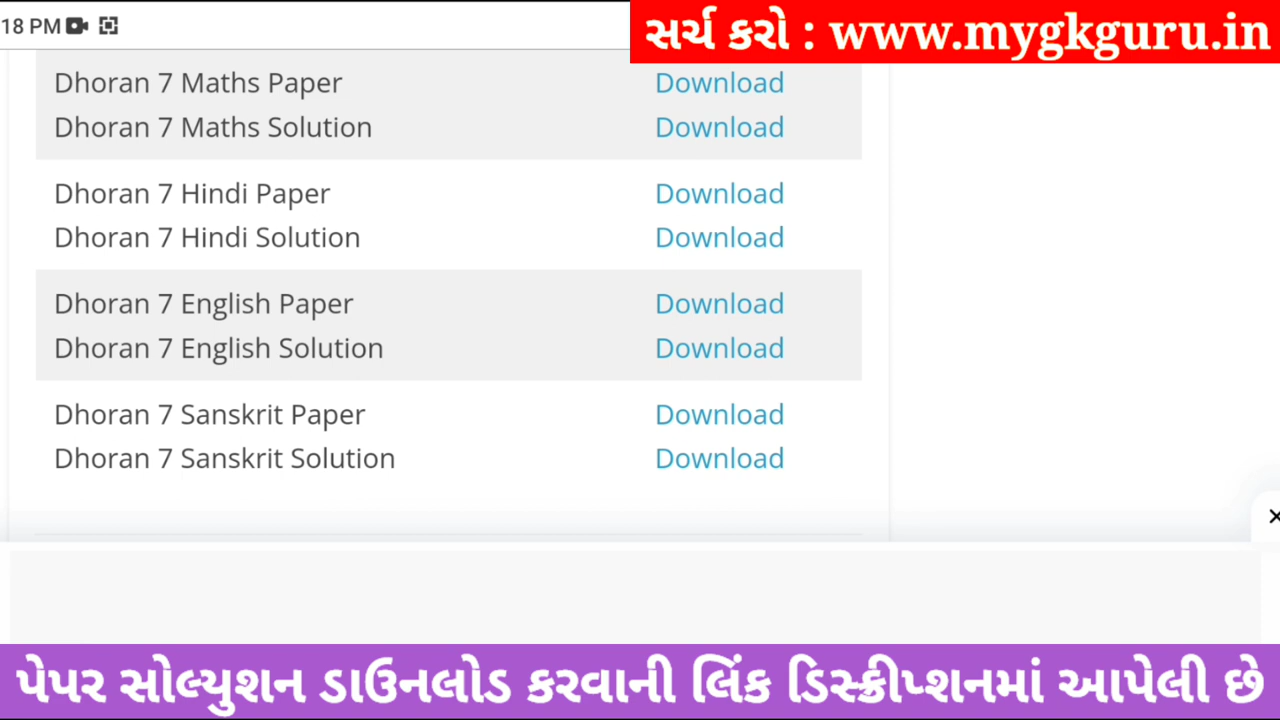 18 PM
સર્ચ કરો : www.mygkguru.in
Dhoran 7 Maths Paper Download
Dhoran 7 Maths Solution Download
Dhoran 7 Hindi Paper Download
Dhoran 7 Hindi Solution Download
Dhoran 7 English Paper Download
Dhoran 7 English Solution Download
Dhoran 7 Sanskrit Paper Download
Dhoran 7 Sanskrit Solution Download
પેપર સોલ્યુશન ડાઉનલોડ કરવાની લિંક ડિસ્ક્રીપ્શનમાં આપેલી છે